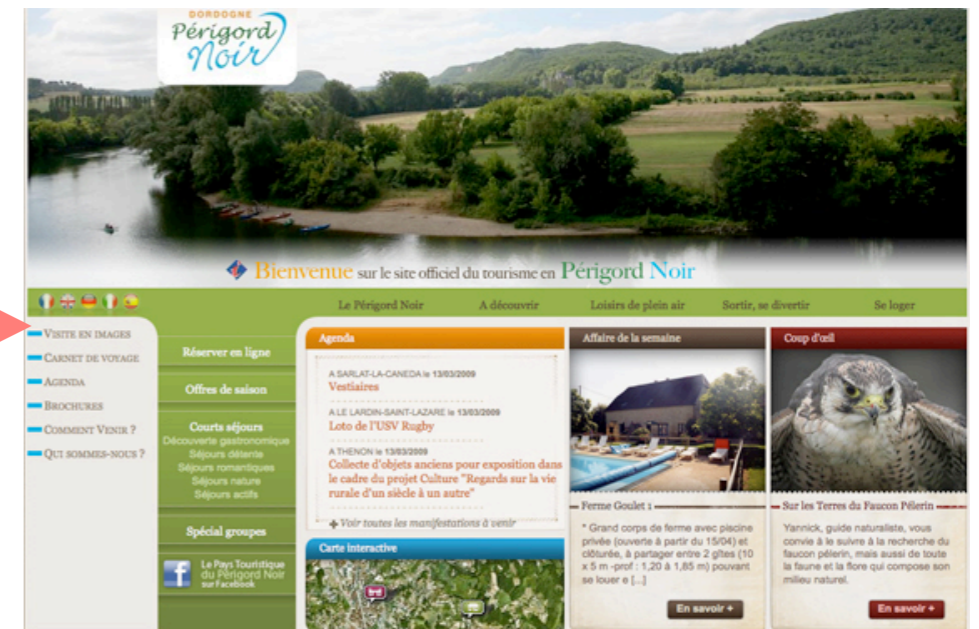 DORDOGNE
Périgord
Noir
Bienvenue sur le site officiel du tourisme en Périgord Noir
Le Périgord Noir
A découvrir
Loisirs de plein air
Sortir, se divertir
Se loger
VISITE EN IMAGES
CARNET DE VOYAGE
AGENDA
BROCHURES
COMMENT VENIR ?
QUI SOMMES-NOUS ?
Réserver en ligne
Offres de saison
Courts séjours
Découverte gastronomique
Séjours détente
Séjours romantiques
Séjours nature
Séjours actifs
Spécial groupes
f
Le Pays Touristique
du Périgord Noir
sur Facebook
Agenda
A SARLAT-LA-CANEDA le 13/03/2009
Vestiaires
A LE LARDIN-SAINT-LAZARE le 13/03/2009
Loto de l'USV Rugby
A THENON le 13/03/2009
Collecte d'objets anciens pour exposition dans
le cadre du projet Culture "Regards sur la vie
rurale d'un siècle à un autre"
Voir toutes les manifestations à venir
Carte interactive
Affaire de la semaine
Ferme Goulet 1
* Grand corps de ferme avec piscine
privée (ouverte à partir du 15/04) et
clôturée, à partager entre 2 gîtes (10
x 5 m -prof : 1,20 à 1,85 m) pouvant
se louer e [...]
En savoir +
Coup d'œil
Sur les Terres du Faucon Pélerin
Yannick, guide naturaliste, vous
convie à le suivre à la recherche du
faucon pélerin, mais aussi de toute
la faune et la flore qui compose son
milieu naturel.
En savoir +